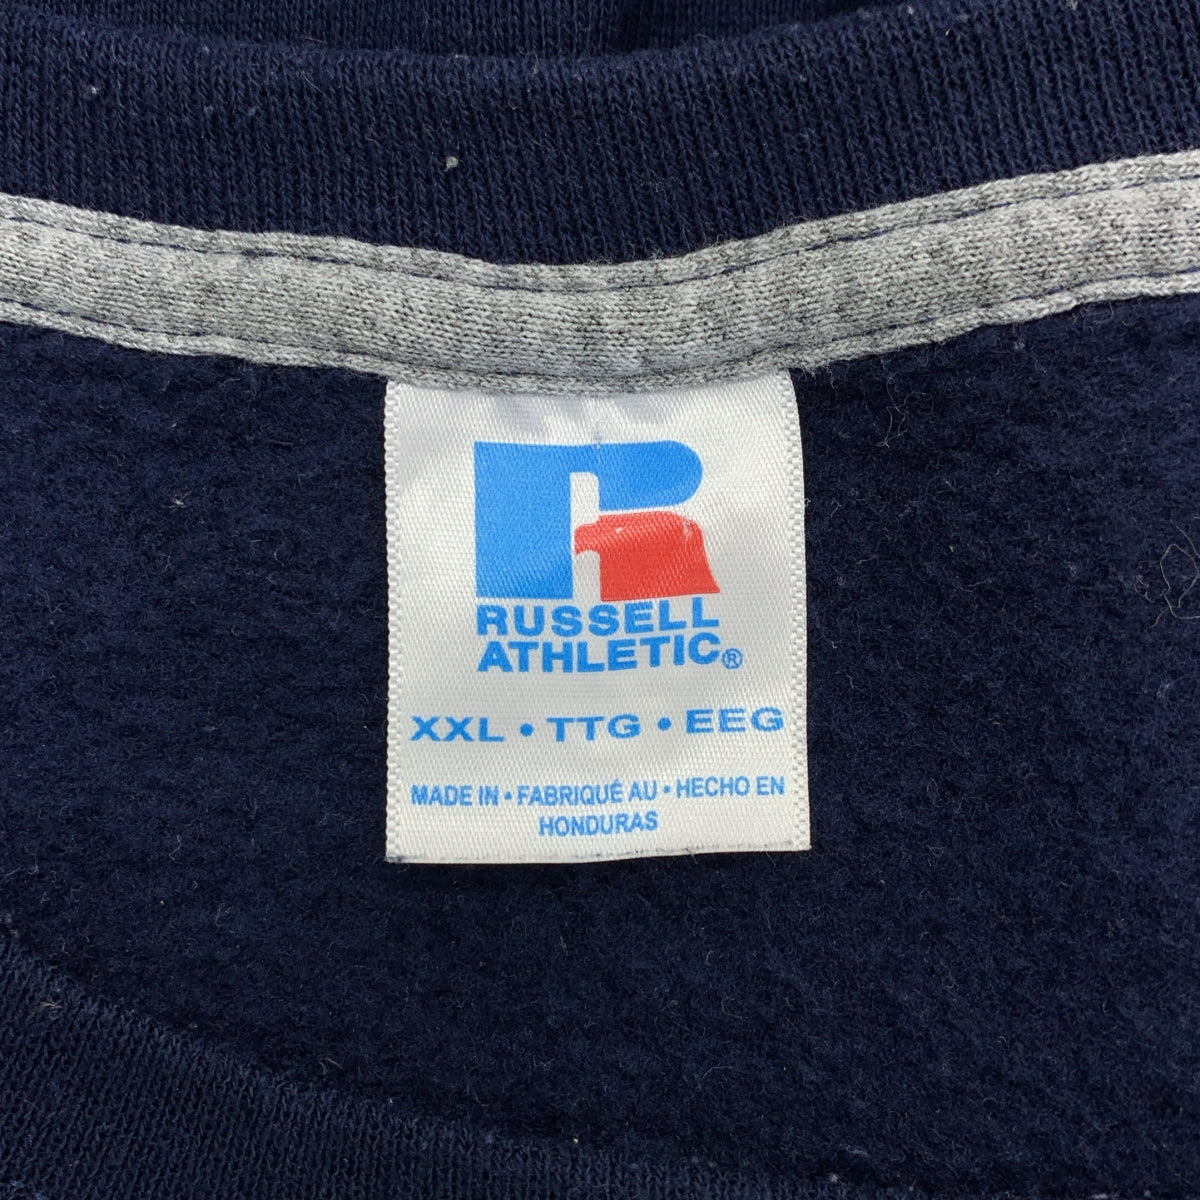 R
RUSSELL
ATHLETIC®
XXL • TTG • EEG
MADE IN • FABRIQUÉ AU • HECHO EN
HONDURAS